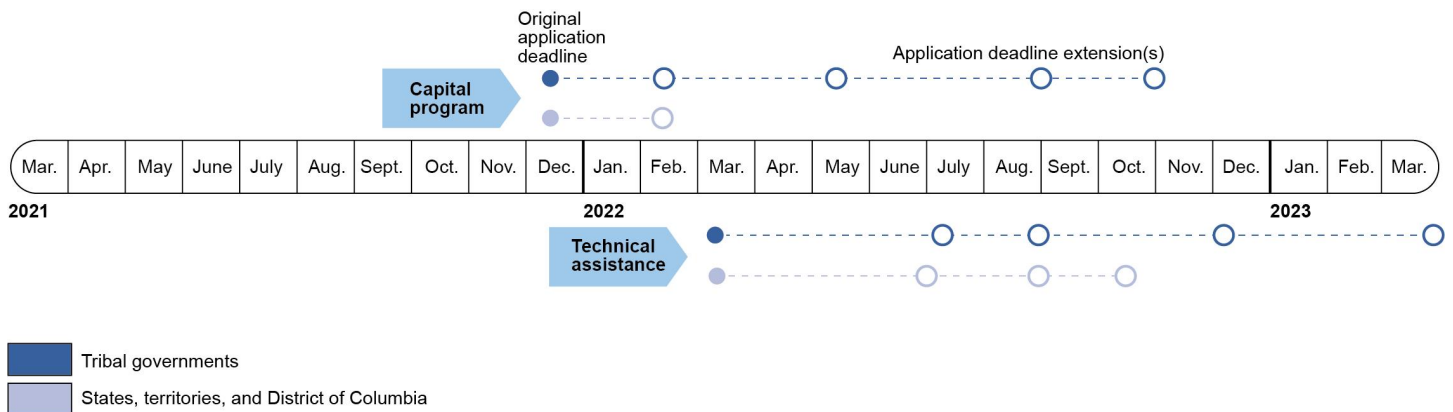 Original
application
deadline
Application deadline extension(s)
Capital
program
Mar. Apr. May June July Aug. Sept. Oct. Nov. Dec. Jan. Feb. Mar. Apr. May June July Aug. Sept. Oct. Nov. Dec. Jan. Feb. Mar.
2021 2022 2023
Technical
assistance
Tribal governments
States, territories, and District of Columbia